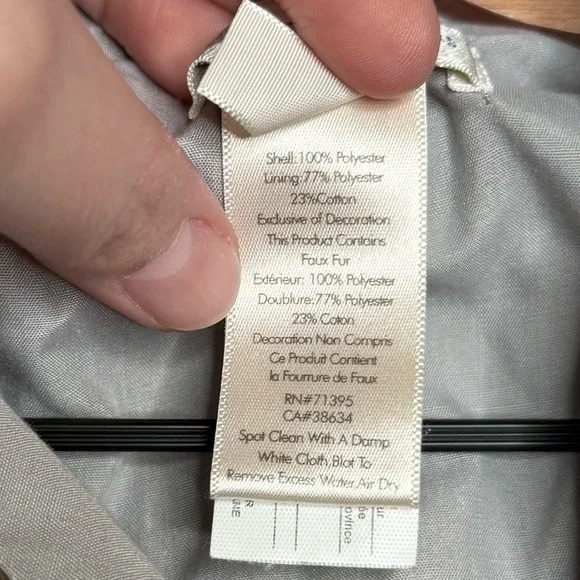 Shell:100% Polyester
Lining:77% Polyester
23%Cotton
Exclusive of Decoration
This Product Contains
Faux Fur
Extérieur: 100% Polyester
Doublure:77% Polyester
23% Coton
Decoration Non Compris
Ce Produit Contient
la Fourrure de Faux
RN#71395
CA#38634
Spot Clean With A Damp
White Cloth,Blot To
Remove Excess Water,Air Dry